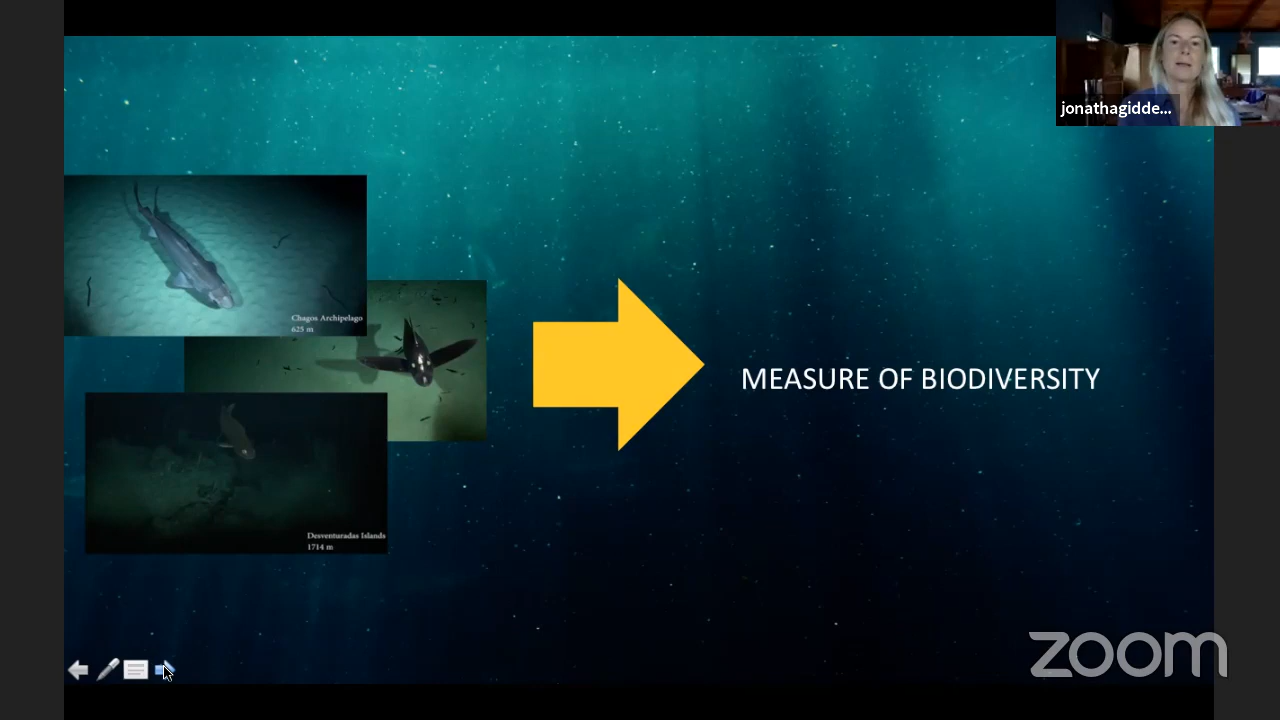 jonathagidde...
Chagos Archipelago
625 m
MEASURE OF BIODIVERSITY
Desventuradas Islands
1714 m
zoom